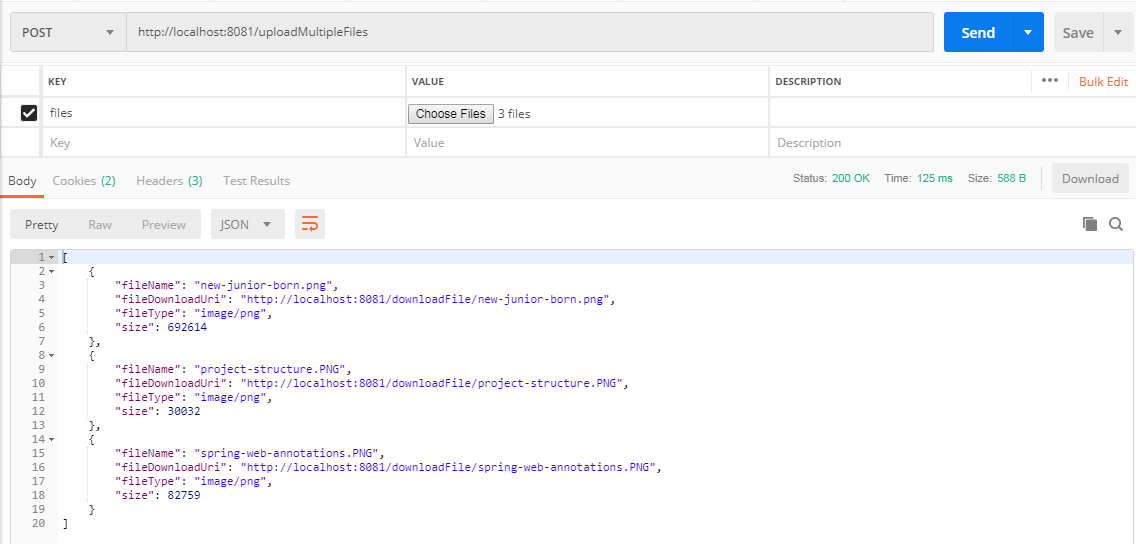 POST http://localhost:8081/uploadMultipleFiles Send Save
KEY VALUE DESCRIPTION ••• Bulk Edit
files Choose Files 3 files
Key Value Description
Body Cookies (2) Headers (3) Test Results Status: 200 OK Time: 125 ms Size: 588 B Download
Pretty Raw Preview JSON
1 [
2 {
3 "fileName": "new-junior-born.png",
4 "fileDownloadUri": "http://localhost:8081/downloadFile/new-junior-born.png",
5 "fileType": "image/png",
6 "size": 692614
7 },
8 {
9 "fileName": "project-structure.PNG",
10 "fileDownloadUri": "http://localhost:8081/downloadFile/project-structure.PNG",
11 "fileType": "image/png",
12 "size": 30032
13 },
14 {
15 "fileName": "spring-web-annotations.PNG",
16 "fileDownloadUri": "http://localhost:8081/downloadFile/spring-web-annotations.PNG",
17 "fileType": "image/png",
18 "size": 82759
19 }
20 ]